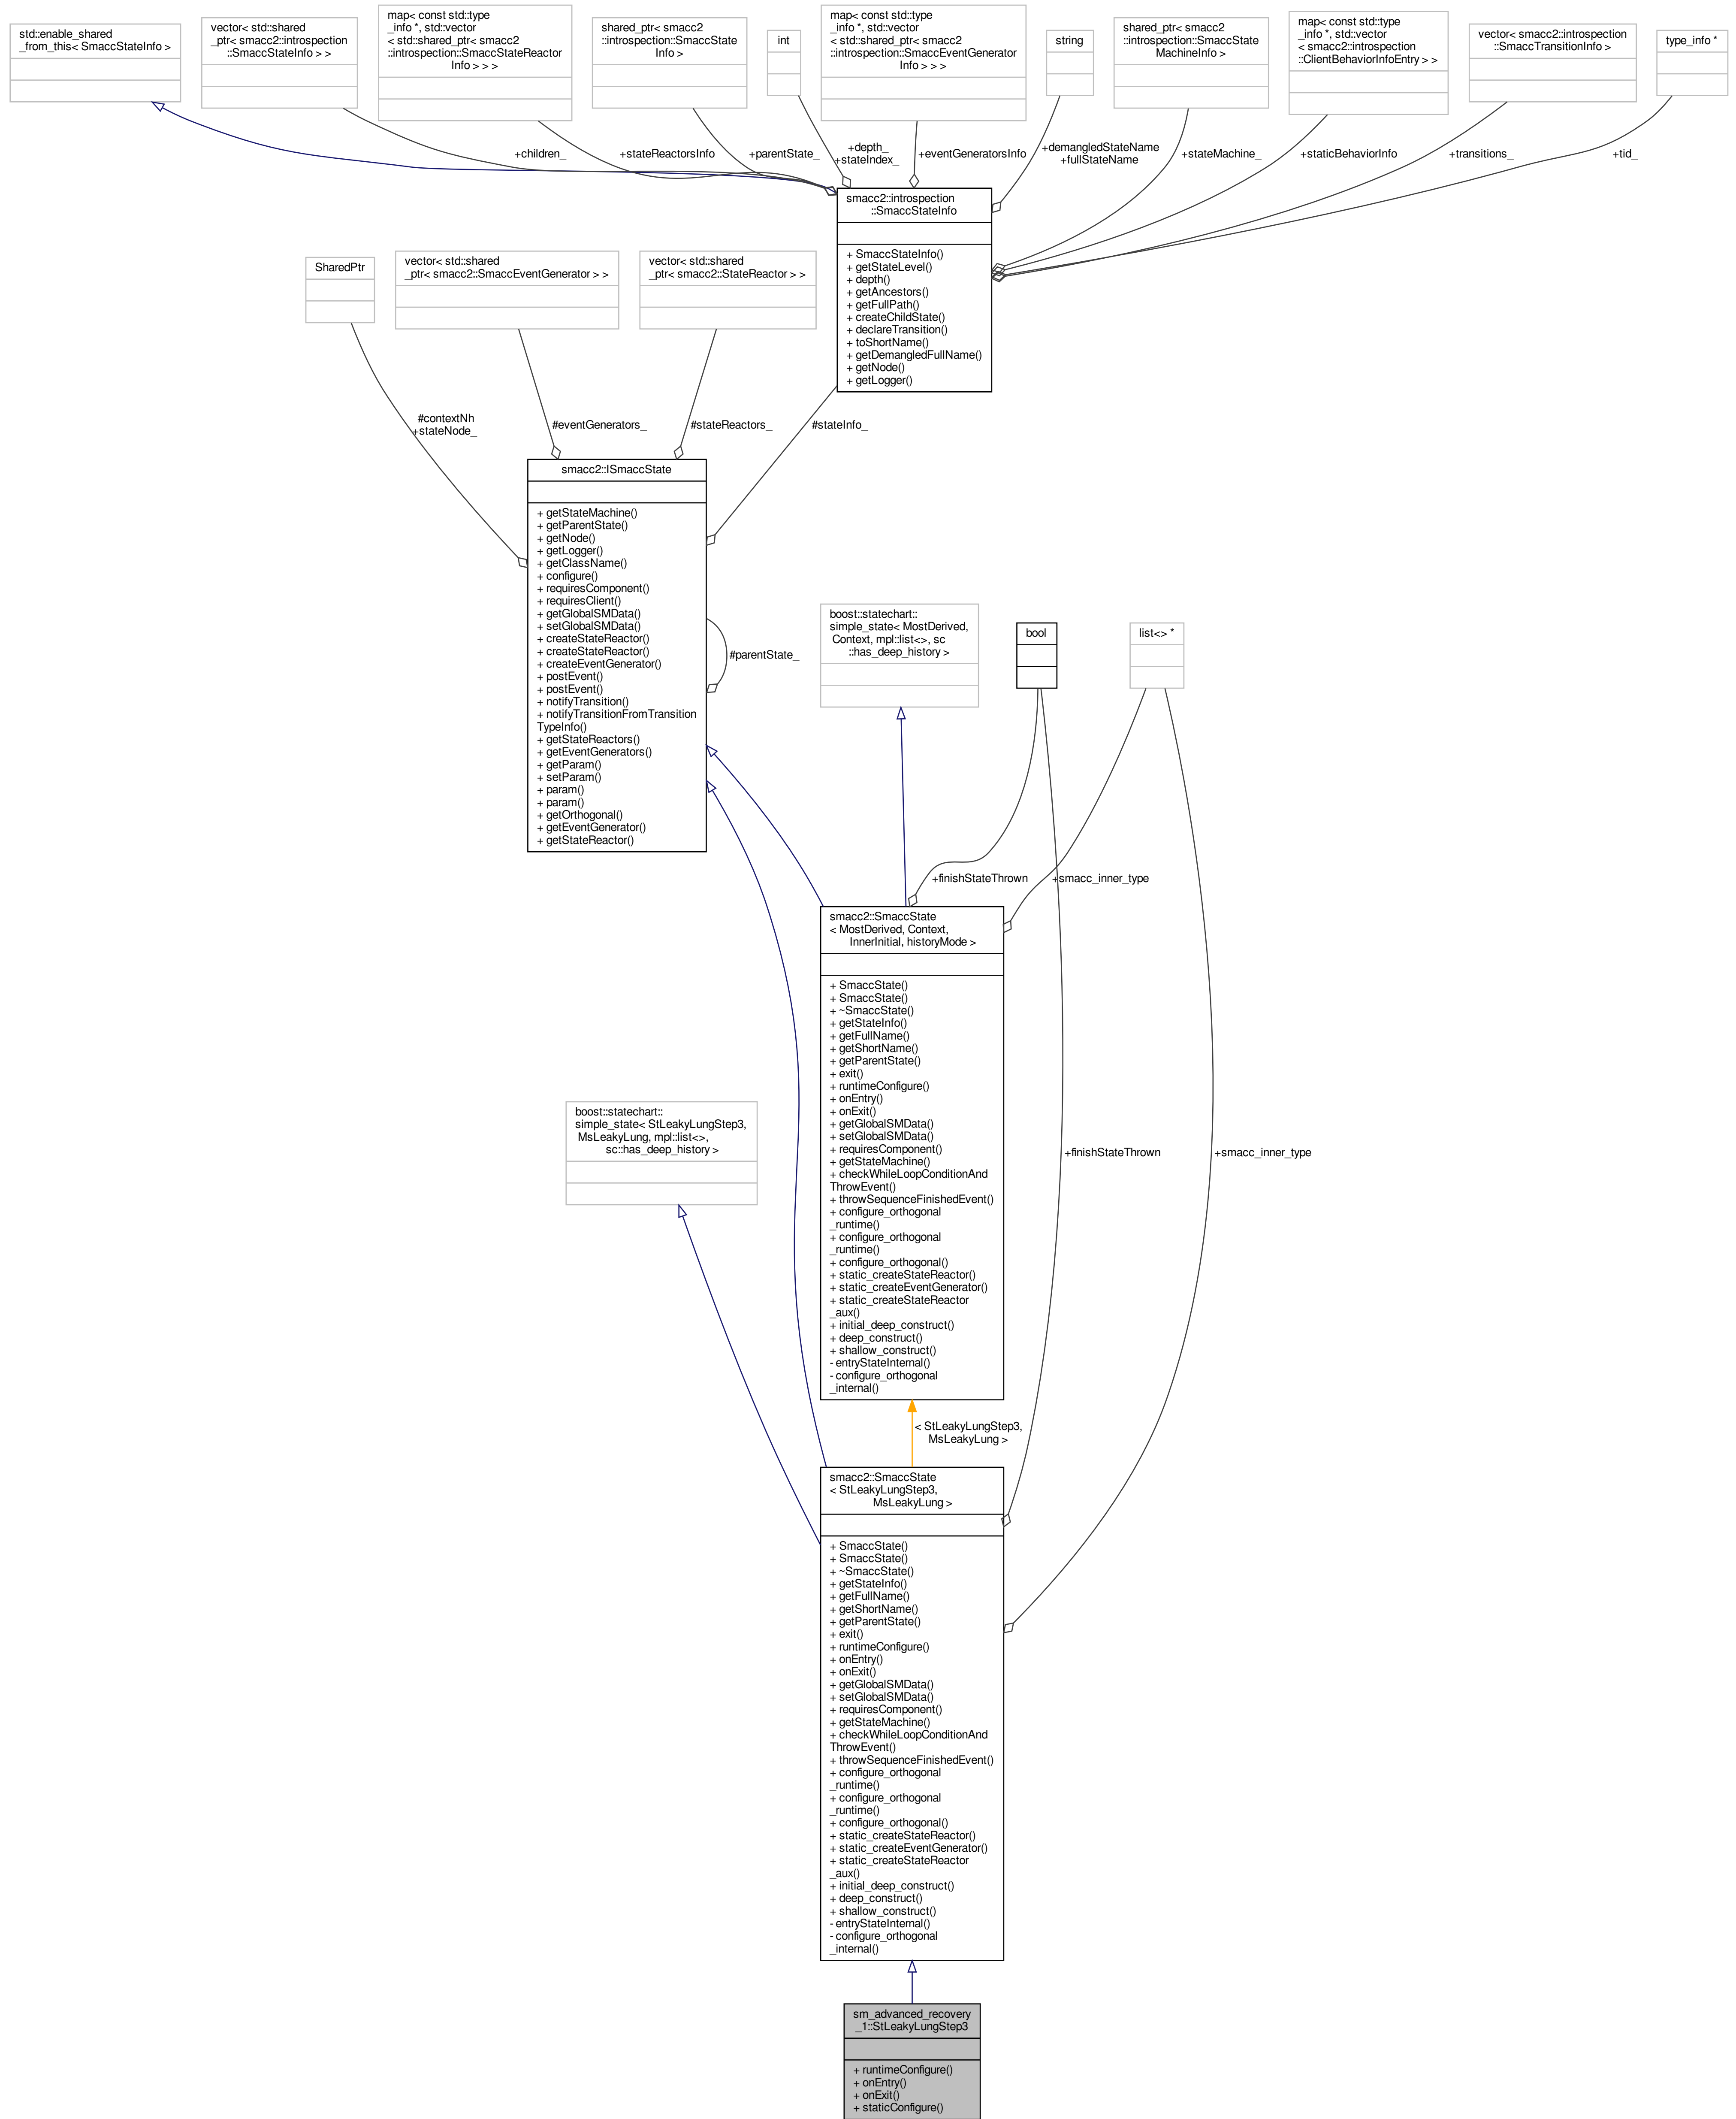 std::enable_shared
_from_this< SmaccStateInfo >
vector< std::shared
_ptr< smacc2::introspection
::SmaccStateInfo > >
map< const std::type
_info *, std::vector
< std::shared_ptr< smacc2
::introspection::SmaccStateReactor
Info > > >
shared_ptr< smacc2
::introspection::SmaccState
Info >
int
map< const std::type
_info *, std::vector
< std::shared_ptr< smacc2
::introspection::SmaccEventGenerator
Info > > >
string
shared_ptr< smacc2
::introspection::SmaccState
MachineInfo >
map< const std::type
_info *, std::vector
< smacc2::introspection
::ClientBehaviorInfoEntry > >
vector< smacc2::introspection
::SmaccTransitionInfo >
type_info *
+children_
+stateReactorsInfo
+parentState_
+depth_
+stateIndex_
+eventGeneratorsInfo
+demangledStateName
+fullStateName
+stateMachine_
+staticBehaviorInfo
+transitions_
+tid_
smacc2::introspection
::SmaccStateInfo
+ SmaccStateInfo()
+ getStateLevel()
+ depth()
+ getAncestors()
+ getFullPath()
+ createChildState()
+ declareTransition()
+ toShortName()
+ getDemangledFullName()
+ getNode()
+ getLogger()
SharedPtr
vector< std::shared
_ptr< smacc2::SmaccEventGenerator > >
vector< std::shared
_ptr< smacc2::StateReactor > >
#contextNh
+stateNode_
#eventGenerators_
#stateReactors_
#stateInfo_
smacc2::ISmaccState
+ getStateMachine()
+ getParentState()
+ getNode()
+ getLogger()
+ getClassName()
+ configure()
+ requiresComponent()
+ requiresClient()
+ getGlobalSMData()
+ setGlobalSMData()
+ createStateReactor()
+ createStateReactor()
+ createEventGenerator()
+ postEvent()
+ postEvent()
+ notifyTransition()
+ notifyTransitionFromTransition
TypeInfo()
+ getStateReactors()
+ getEventGenerators()
+ getParam()
+ setParam()
+ param()
+ param()
+ getOrthogonal()
+ getEventGenerator()
+ getStateReactor()
#parentState_
boost::statechart::
simple_state< MostDerived,
Context, mpl::list<>, sc
::has_deep_history >
bool
list<> *
+finishStateThrown
+smacc_inner_type
smacc2::SmaccState
< MostDerived, Context,
InnerInitial, historyMode >
+ SmaccState()
+ SmaccState()
+ ~SmaccState()
+ getStateInfo()
+ getFullName()
+ getShortName()
+ getParentState()
+ exit()
+ runtimeConfigure()
+ onEntry()
+ onExit()
+ getGlobalSMData()
+ setGlobalSMData()
+ requiresComponent()
+ getStateMachine()
+ checkWhileLoopConditionAnd
ThrowEvent()
+ throwSequenceFinishedEvent()
+ configure_orthogonal
_runtime()
+ configure_orthogonal
_runtime()
+ configure_orthogonal()
+ static_createStateReactor()
+ static_createEventGenerator()
+ static_createStateReactor
_aux()
+ initial_deep_construct()
+ deep_construct()
+ shallow_construct()
- entryStateInternal()
- configure_orthogonal
_internal()
boost::statechart::
simple_state< StLeakyLungStep3,
MsLeakyLung, mpl::list<>,
sc::has_deep_history >
+finishStateThrown
+smacc_inner_type
< StLeakyLungStep3,
MsLeakyLung >
smacc2::SmaccState
< StLeakyLungStep3,
MsLeakyLung >
+ SmaccState()
+ SmaccState()
+ ~SmaccState()
+ getStateInfo()
+ getFullName()
+ getShortName()
+ getParentState()
+ exit()
+ runtimeConfigure()
+ onEntry()
+ onExit()
+ getGlobalSMData()
+ setGlobalSMData()
+ requiresComponent()
+ getStateMachine()
+ checkWhileLoopConditionAnd
ThrowEvent()
+ throwSequenceFinishedEvent()
+ configure_orthogonal
_runtime()
+ configure_orthogonal
_runtime()
+ configure_orthogonal()
+ static_createStateReactor()
+ static_createEventGenerator()
+ static_createStateReactor
_aux()
+ initial_deep_construct()
+ deep_construct()
+ shallow_construct()
- entryStateInternal()
- configure_orthogonal
_internal()
sm_advanced_recovery
_1::StLeakyLungStep3
+ runtimeConfigure()
+ onEntry()
+ onExit()
+ staticConfigure()